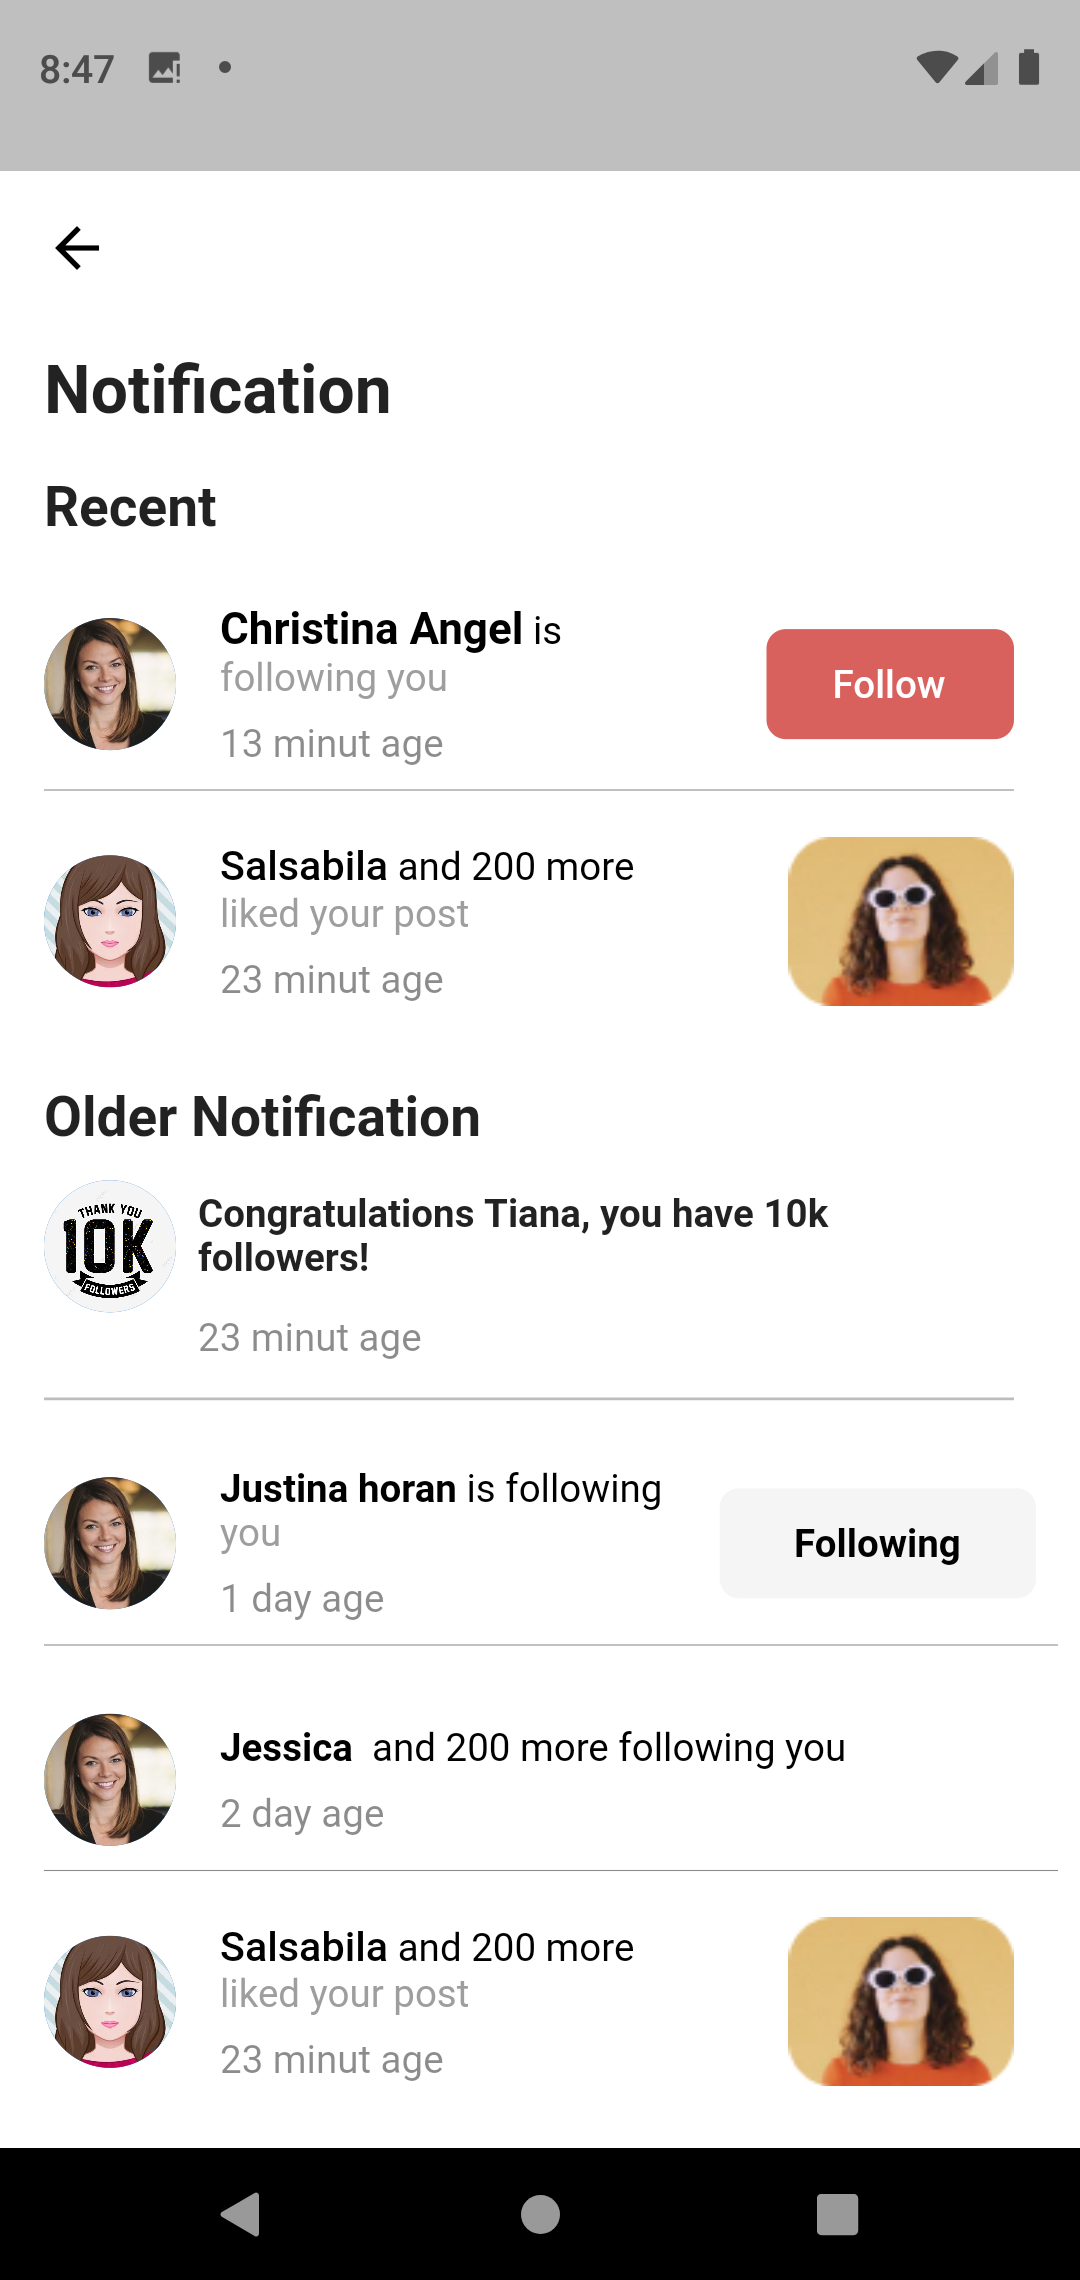 8:47
Notification
Recent
Christina Angel is
following you
13 minut age
Follow
Salsabila and 200 more
liked your post
23 minut age
Older Notification
THANK YOU
10K
FOLLOWERS
Congratulations Tiana, you have 10k
followers!
23 minut age
Justina horan is following
you
1 day age
Following
Jessica and 200 more following you
2 day age
Salsabila and 200 more
liked your post
23 minut age